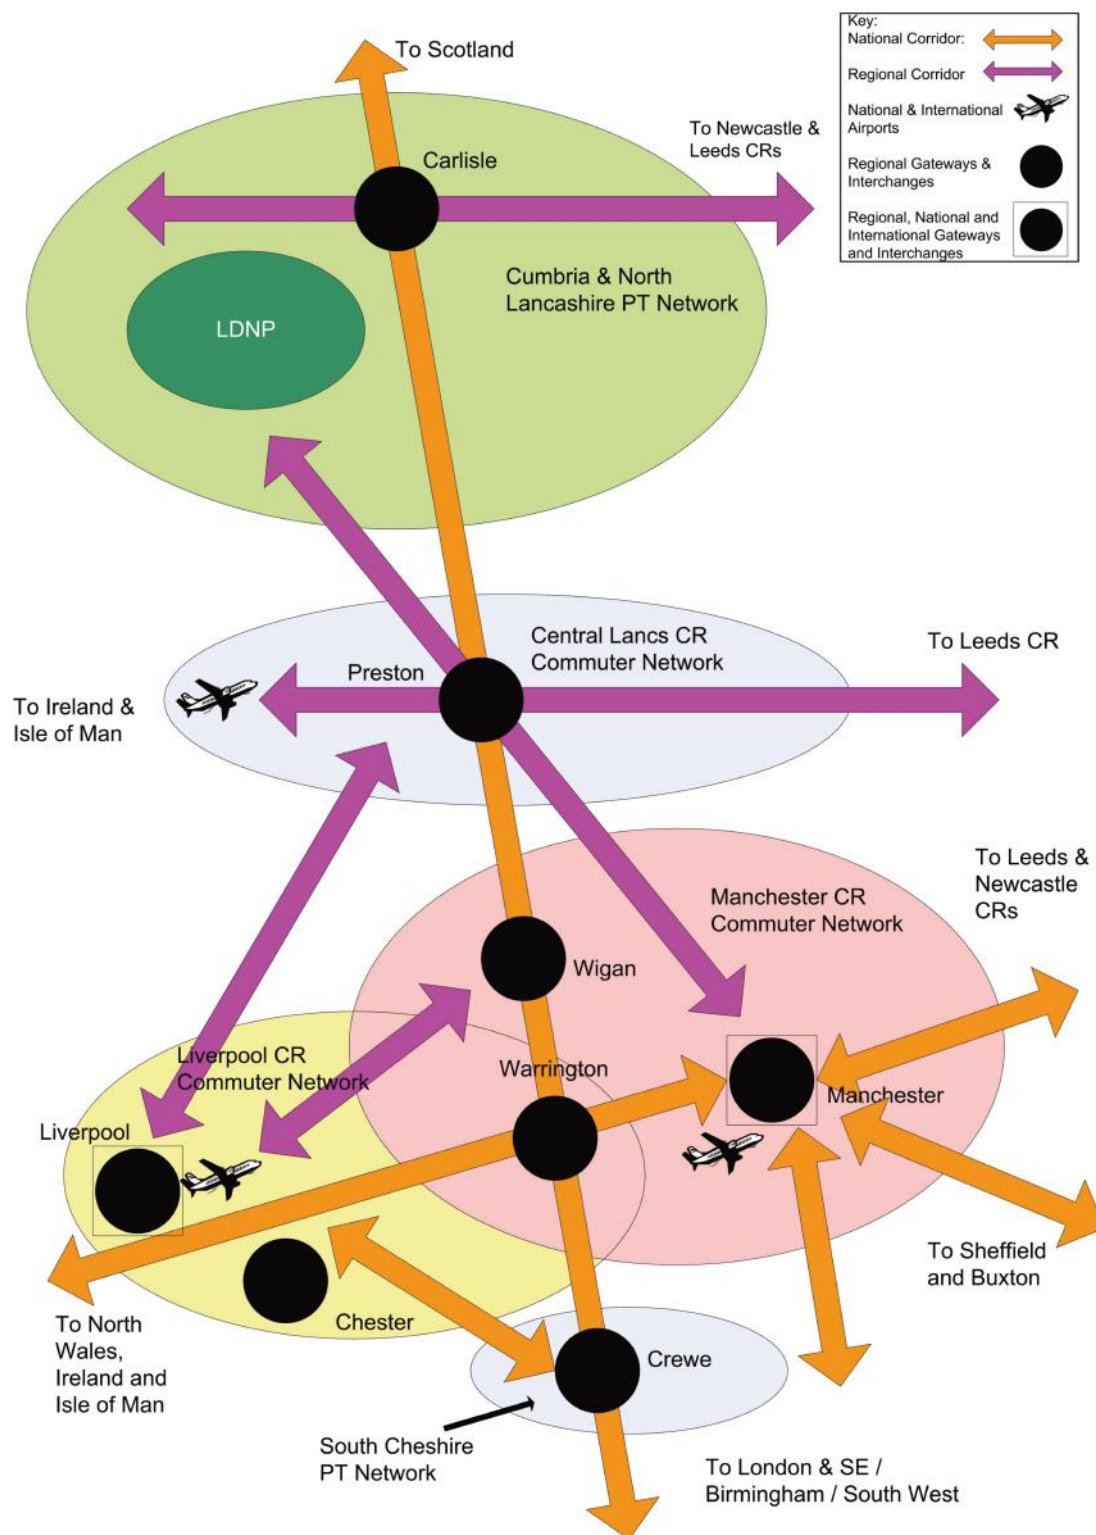 Key:
National Corridor:
Regional Corridor
National & International
Airports
Regional Gateways &
Interchanges
Regional, National and
International Gateways
and Interchanges
To Scotland
To Newcastle &
Leeds CRs
Carlisle
Cumbria & North
Lancashire PT Network
LDNP
Central Lancs CR
Commuter Network
To Leeds CR
Preston
To Ireland &
Isle of Man
To Leeds &
Newcastle
CRs
Manchester CR
Commuter Network
Wigan
Liverpool CR
Commuter Network
Warrington
Manchester
Liverpool
To Sheffield
and Buxton
Chester
To North
Wales,
Ireland and
Isle of Man
Crewe
South Cheshire
PT Network
To London & SE /
Birmingham / South West